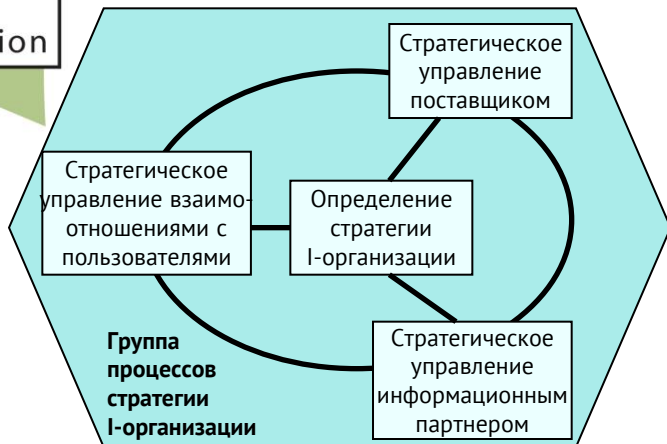 ion
Стратегическое
управление
поставщиком
Стратегическое
управление взаимо-
отношениями с
пользователями
Определение
стратегии
I-организации
Стратегическое
управление
информационным
партнером
Группа
процессов
стратегии
I-организации